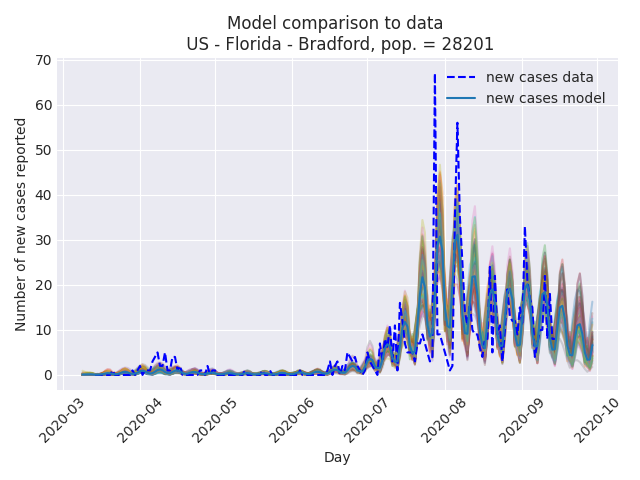 Model comparison to data
US - Florida - Bradford, pop. = 28201
70
60
50
40
30
20
10
0
Number of new cases reported
new cases data
new cases model
2020-03
2020-04
2020-05
2020-06
2020-07
2020-08
2020-09
2020-10
Day